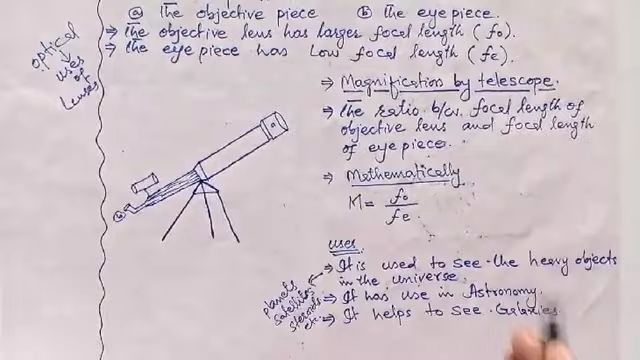 ⓐ The objective piece ⓑ The eye piece.
⇒ The objective lens has larger focal length (fo)
⇒ The eye piece has Low focal length (fe).
optical
↓
uses
of
Lenses
⇒ Magnification by telescope.
⇒ The ratio b/w focal length of
objective lens and focal length
of eye piece.
⇒ Mathematically
M = fo
fe
uses
⇒ It is used to see the heavy objects
in the universe.
planets
satellites
steroids
etc.
⇒ It has use in Astronomy.
⇒ It helps to see Galaxies
a
b